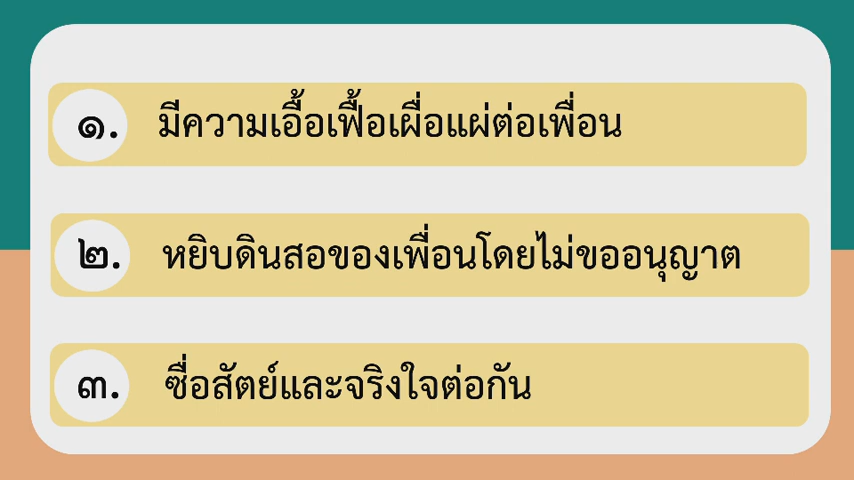 ๑. มีความเอื้อเฟื้อเผื่อแผ่ต่อเพื่อน
๒. หยิบดินสอของเพื่อนโดยไม่ขออนุญาต
๓. ซื่อสัตย์และจริงใจต่อกัน